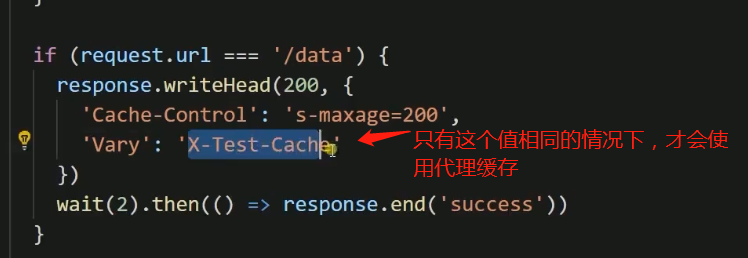 }
if (request.url === '/data') {
response.writeHead(200, {
'Cache-Control': 's-maxage=200',
'Vary': 'X-Test-Cache'
只有这个值相同的情况下，才会使
用代理缓存
})
wait(2).then(() => response.end('success'))
}